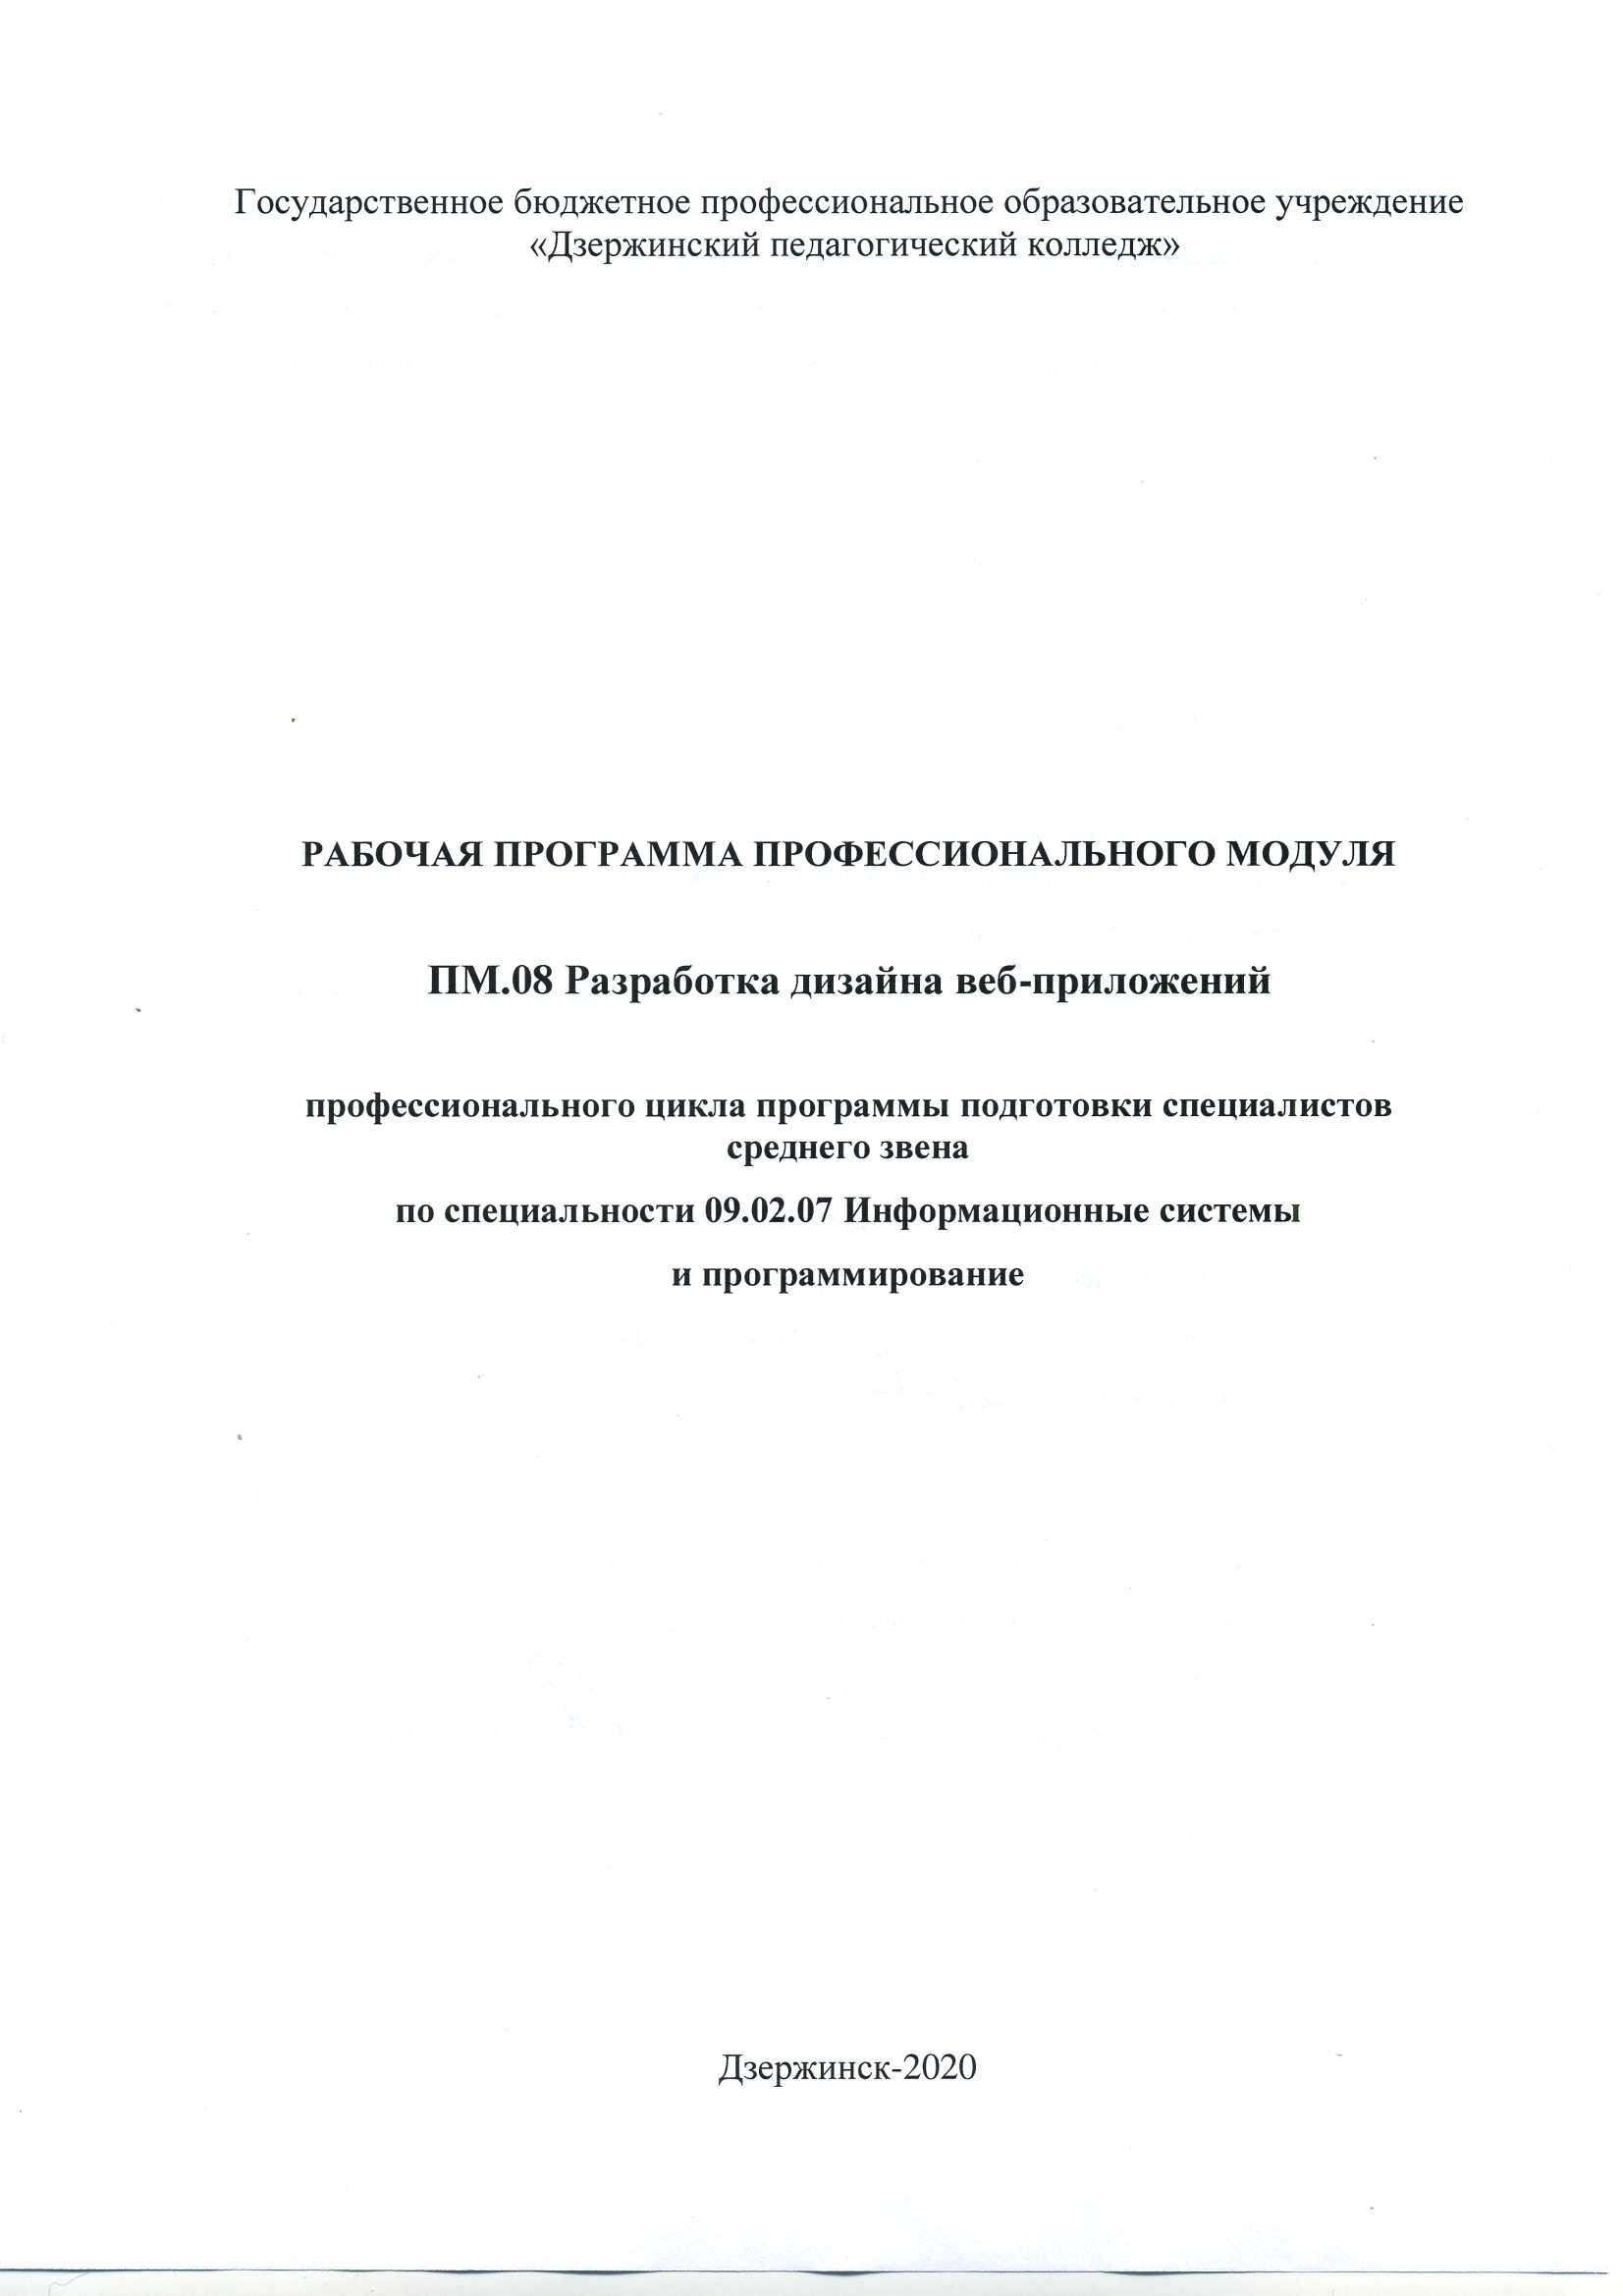 Государственное бюджетное профессиональное образовательное учреждение
«Дзержинский педагогический колледж»
РАБОЧАЯ ПРОГРАММА ПРОФЕССИОНАЛЬНОГО МОДУЛЯ
ПМ.08 Разработка дизайна веб-приложений
профессионального цикла программы подготовки специалистов
среднего звена
по специальности 09.02.07 Информационные системы
и программирование
Дзержинск-2020